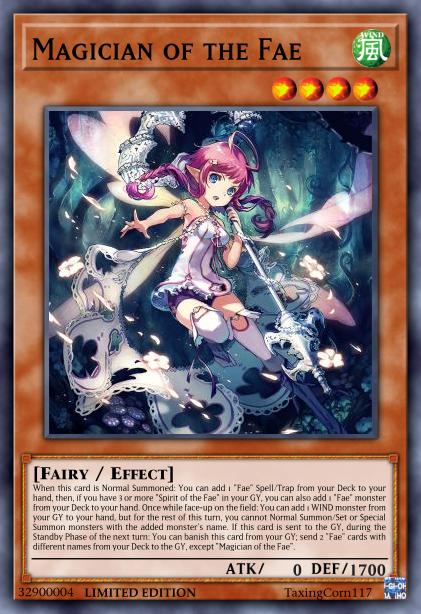 MAGICIAN OF THE FAE
WIND
風
[FAIRY / EFFECT]
When this card is Normal Summoned: You can add 1 "Fae" Spell/Trap from your Deck to your
hand, then, if you have 3 or more "Spirit of the Fae" in your GY, you can also add 1 "Fae" monster
from your Deck to your hand. Once while face-up on the field: You can add 1 WIND monster from
your GY to your hand, but for the rest of this turn, you cannot Normal Summon/Set or Special
Summon monsters with the added monster's name. If this card is sent to the GY, during the
Standby Phase of the next turn: You can banish this card from your GY; send 2 "Fae" cards with
different names from your Deck to the GY, except "Magician of the Fae".
ATK/ 0 DEF/1700
32900004 LIMITED EDITION TaxingCorn117